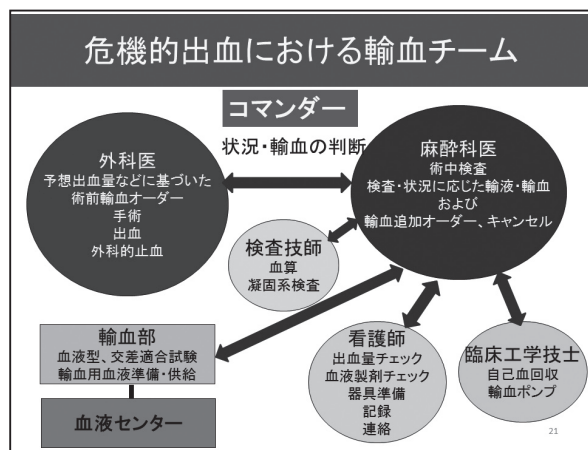 危機的出血における輸血チーム
コマンダー
状況・輸血の判断
外科医
予想出血量などに基づいた
術前輸血オーダー
手術
出血
外科的止血
麻酔科医
術中検査
検査・状況に応じた輸液・輸血
および
輸血追加オーダー、キャンセル
検査技師
血算
凝固系検査
輸血部
血液型、交差適合試験
輸血用血液準備・供給
血液センター
看護師
出血量チェック
血液製剤チェック
器具準備
記録
連絡
臨床工学技士
自己血回収
輸血ポンプ
21